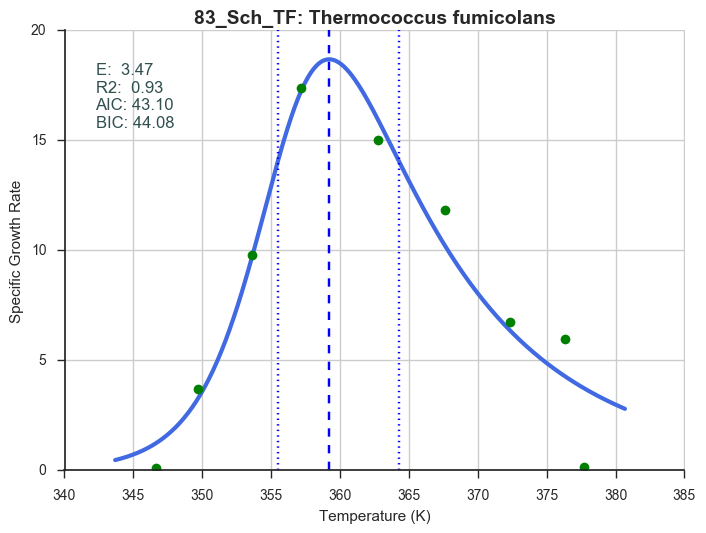 83_Sch_TF: Thermococcus fumicolans
E:  3.47
R2:  0.93
AIC: 43.10
BIC: 44.08
Specific Growth Rate
20
15
10
5
0
340 345 350 355 360 365 370 375 380 385
Temperature (K)